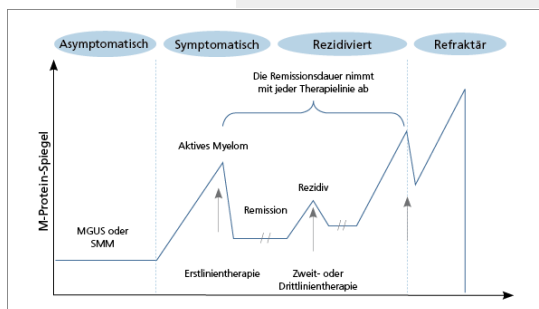 Asymptomatisch
Symptomatisch
Rezidiviert
Refraktär
Die Remissionsdauer nimmt
mit jeder Therapielinie ab
Aktives Myelom
M-Protein-Spiegel
Rezidiv
Remission
MGUS oder
SMM
Erstlinientherapie
Zweit- oder
Drittlinientherapie